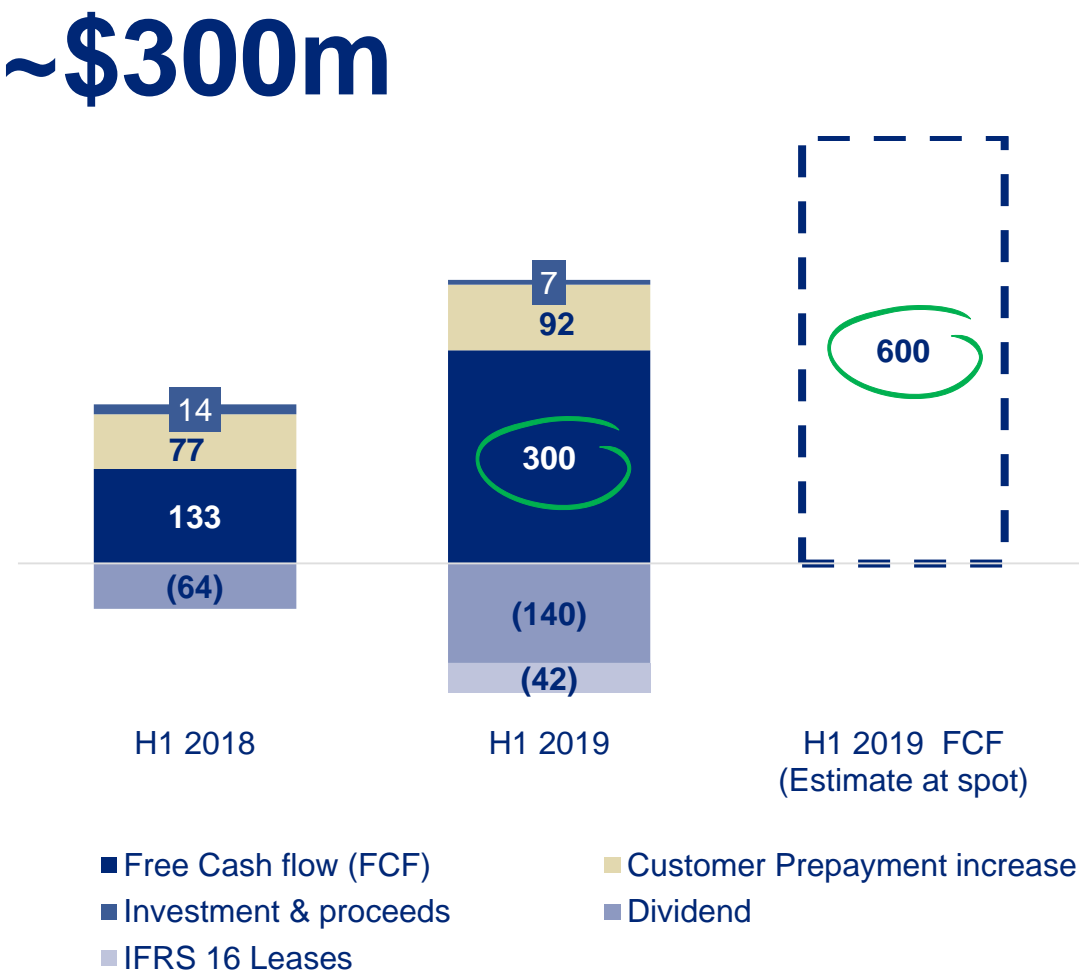 ~$300m
7
92
600
14
77
300
133
(64)
(140)
(42)
H1 2018
H1 2019
H1 2019 FCF
(Estimate at spot)
Free Cash flow (FCF)
Customer Prepayment increase
Investment & proceeds
Dividend
IFRS 16 Leases